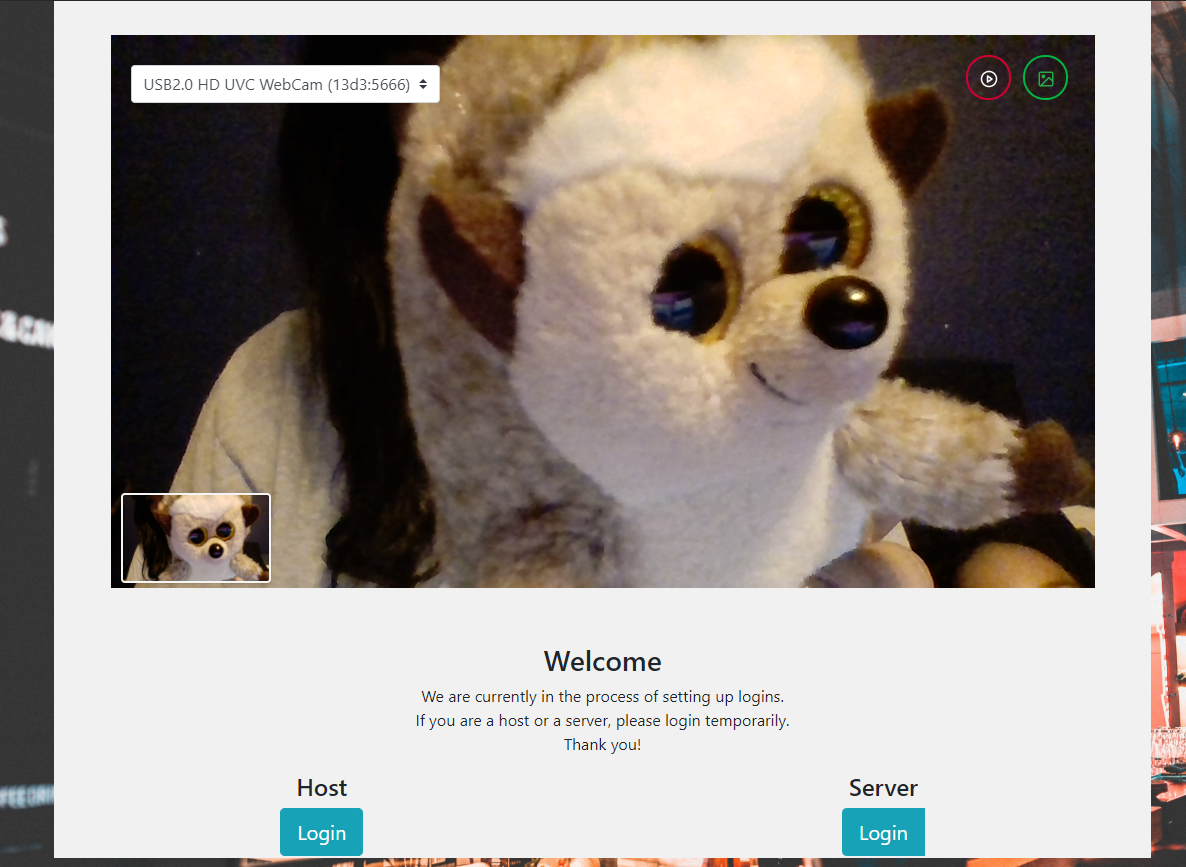 USB2.0 HD UVC WebCam (13d3:5666)
Welcome
We are currently in the process of setting up logins.
If you are a host or a server, please login temporarily.
Thank you!
Host
Server
Login
Login